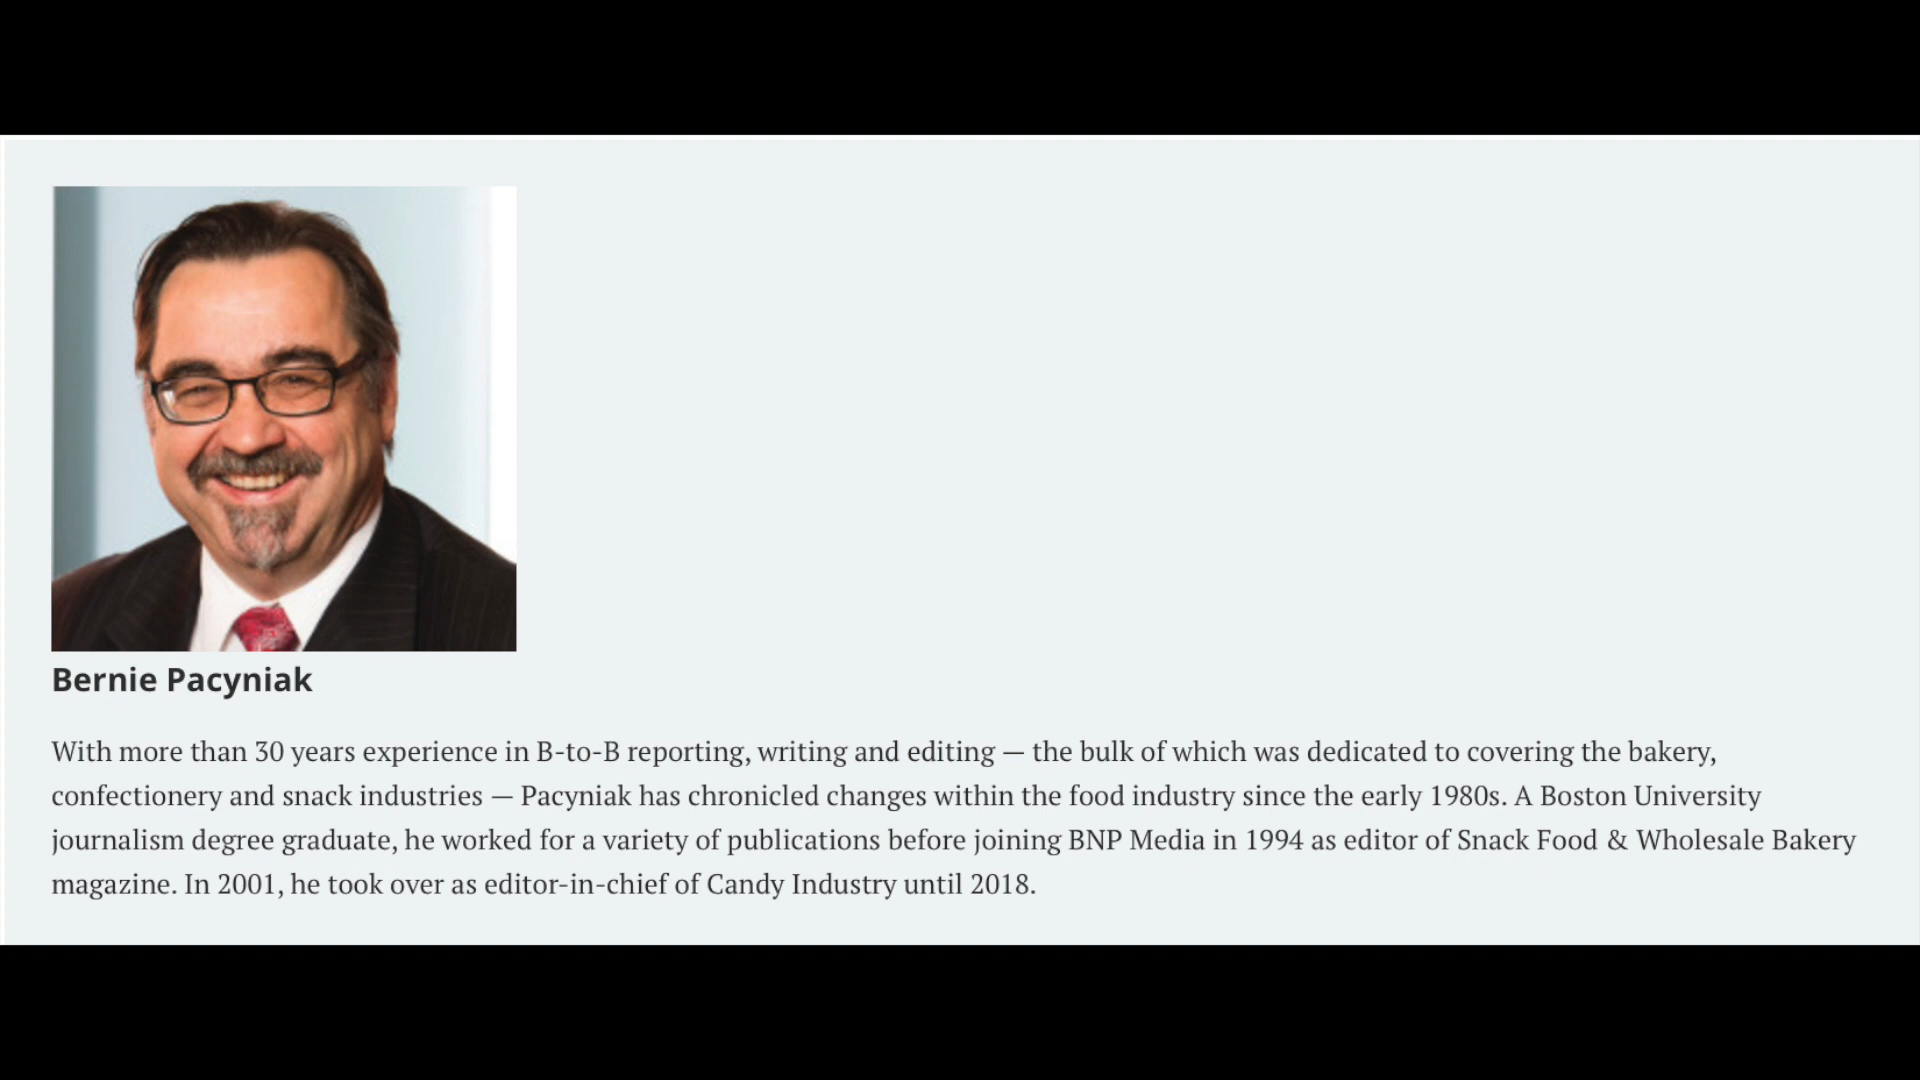 Bernie Pacyniak
With more than 30 years experience in B-to-B reporting, writing and editing — the bulk of which was dedicated to covering the bakery,
confectionery and snack industries — Pacyniak has chronicled changes within the food industry since the early 1980s. A Boston University
journalism degree graduate, he worked for a variety of publications before joining BNP Media in 1994 as editor of Snack Food & Wholesale Bakery
magazine. In 2001, he took over as editor-in-chief of Candy Industry until 2018.